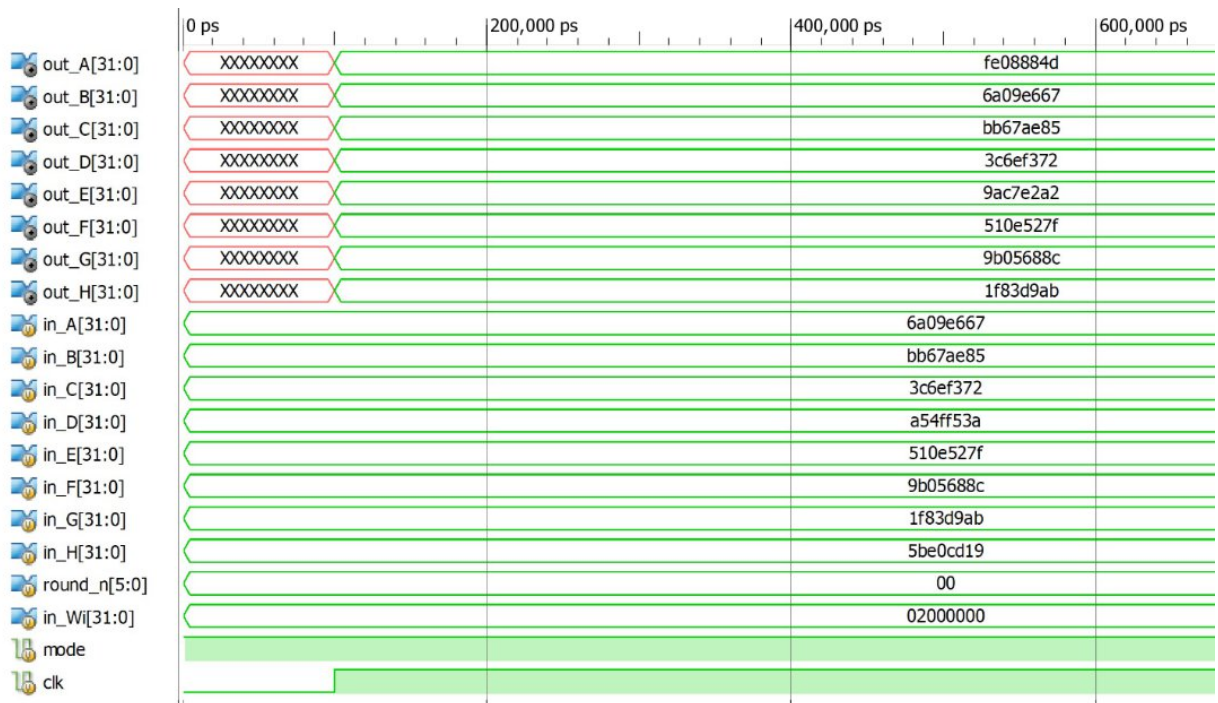 0 ps 200,000 ps 400,000 ps 600,000 ps
out_A[31:0] XXXXXXXX fe08884d
out_B[31:0] XXXXXXXX 6a09e667
out_C[31:0] XXXXXXXX bb67ae85
out_D[31:0] XXXXXXXX 3c6ef372
out_E[31:0] XXXXXXXX 9ac7e2a2
out_F[31:0] XXXXXXXX 510e527f
out_G[31:0] XXXXXXXX 9b05688c
out_H[31:0] XXXXXXXX 1f83d9ab
in_A[31:0] 6a09e667
in_B[31:0] bb67ae85
in_C[31:0] 3c6ef372
in_D[31:0] a54ff53a
in_E[31:0] 510e527f
in_F[31:0] 9b05688c
in_G[31:0] 1f83d9ab
in_H[31:0] 5be0cd19
round_n[5:0] 00
in_Wi[31:0] 02000000
mode
clk